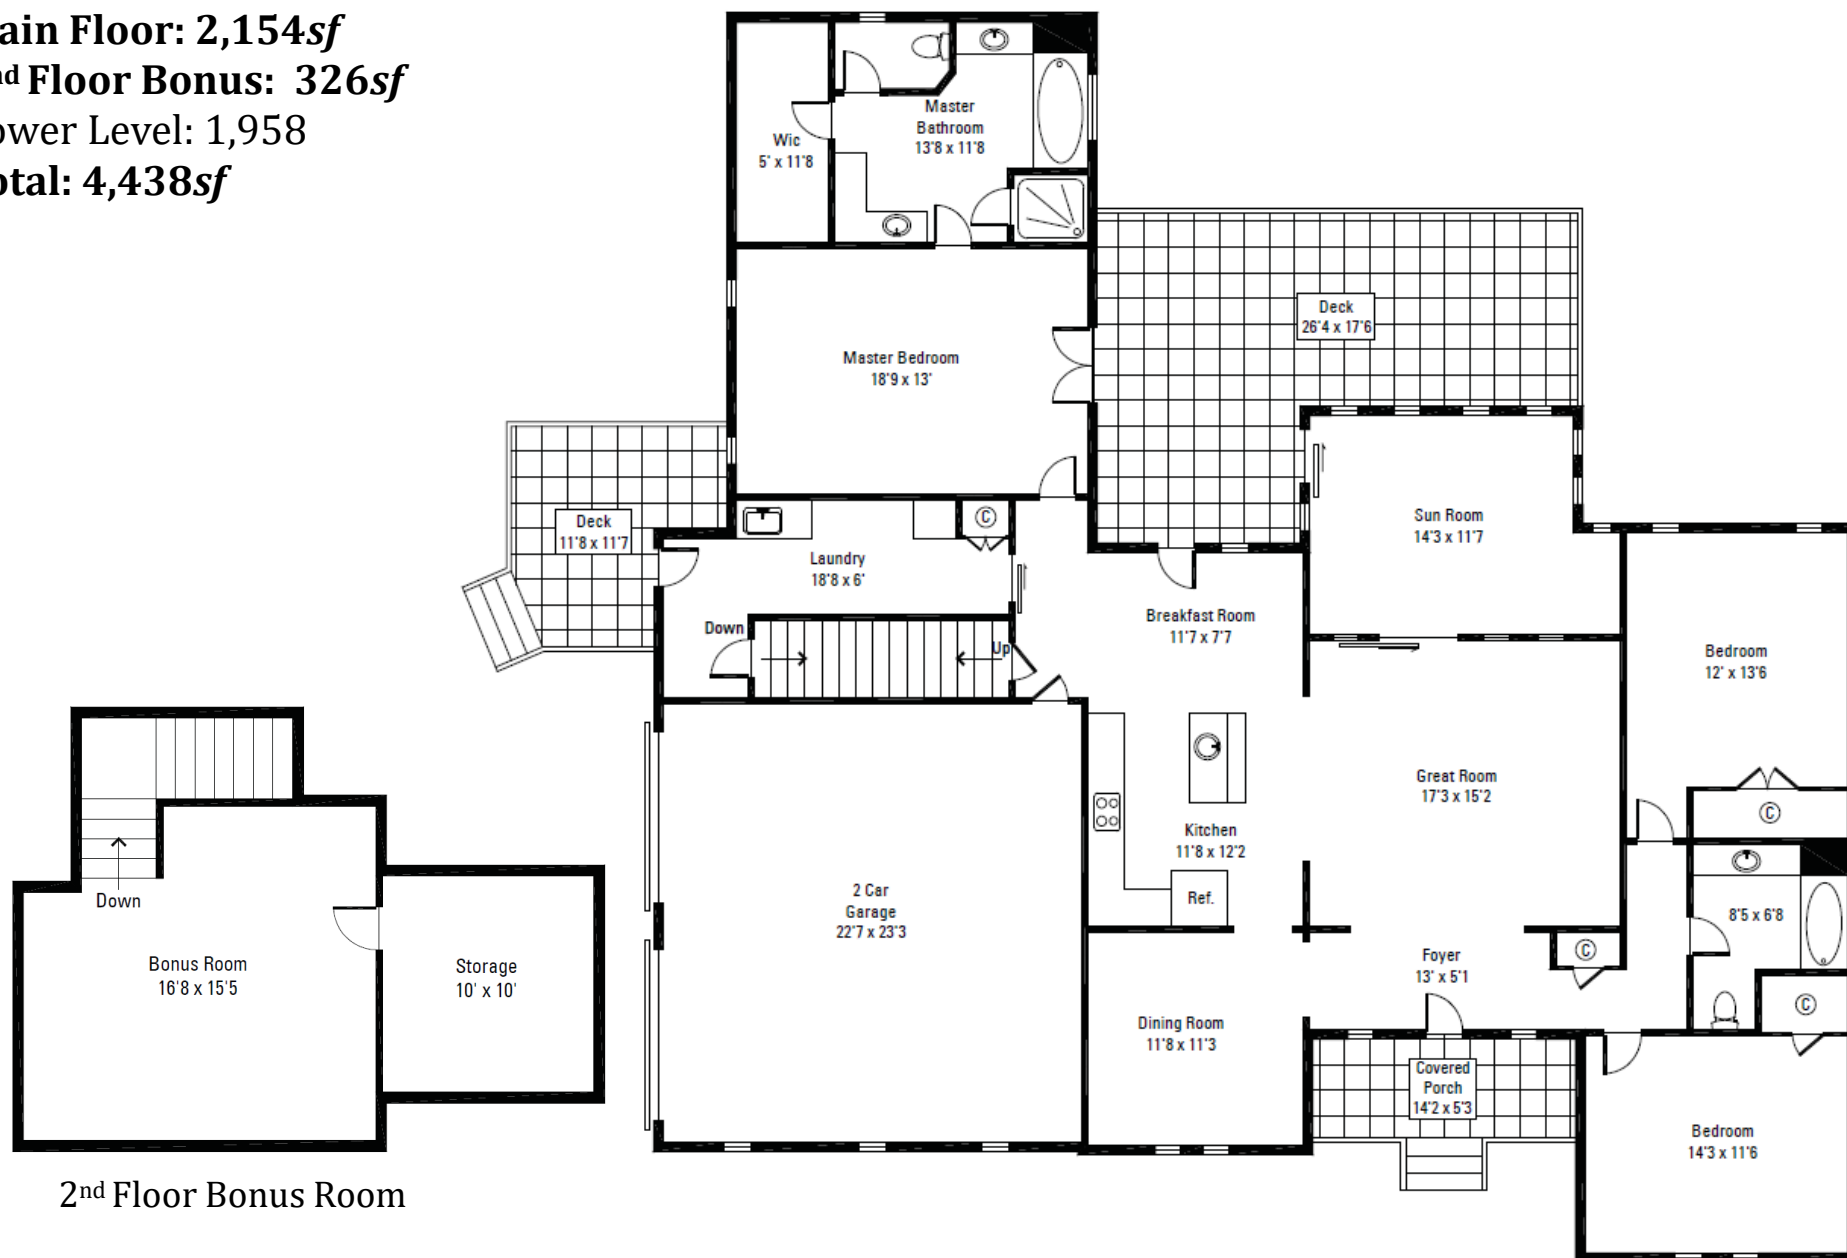 ain Floor: 2,154sf
nd Floor Bonus: 326sf
ower Level: 1,958
otal: 4,438sf
Wic
5' x 11'8
Master
Bathroom
13'8 x 11'8
Master Bedroom
18'9 x 13'
Deck
26'4 x 17'6
Deck
11'8 x 11'7
Laundry
18'8 x 6'
C
Sun Room
14'3 x 11'7
Breakfast Room
11'7 x 7'7
Down
Up
Bedroom
12' x 13'6
Great Room
17'3 x 15'2
C
Kitchen
11'8 x 12'2
Ref.
2 Car
Garage
22'7 x 23'3
8'5 x 6'8
Foyer
13' x 5'1
C
C
Dining Room
11'8 x 11'3
Covered
Porch
14'2 x 5'3
Bedroom
14'3 x 11'6
Down
Bonus Room
16'8 x 15'5
Storage
10' x 10'
2nd Floor Bonus Room